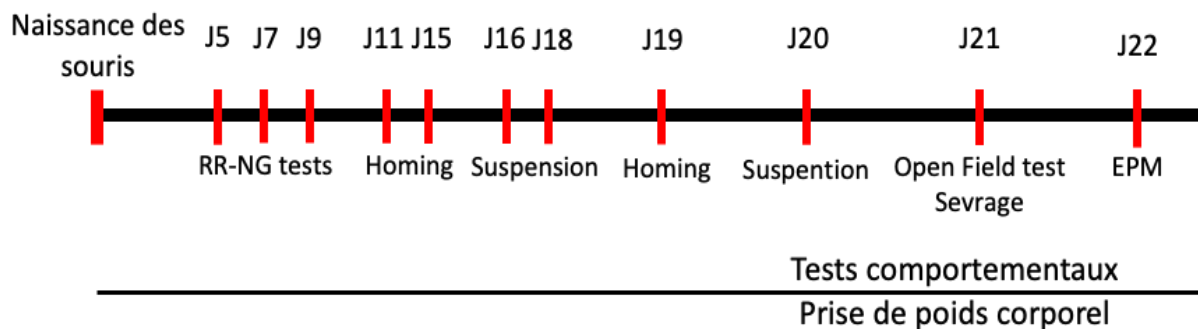 Naissance des
souris
J5 J7 J9 J11 J15 J16 J18 J19 J20 J21 J22
RR-NG tests Homing Suspension Homing Suspention Open Field test EPM
Sevrage
Tests comportementaux
Prise de poids corporel